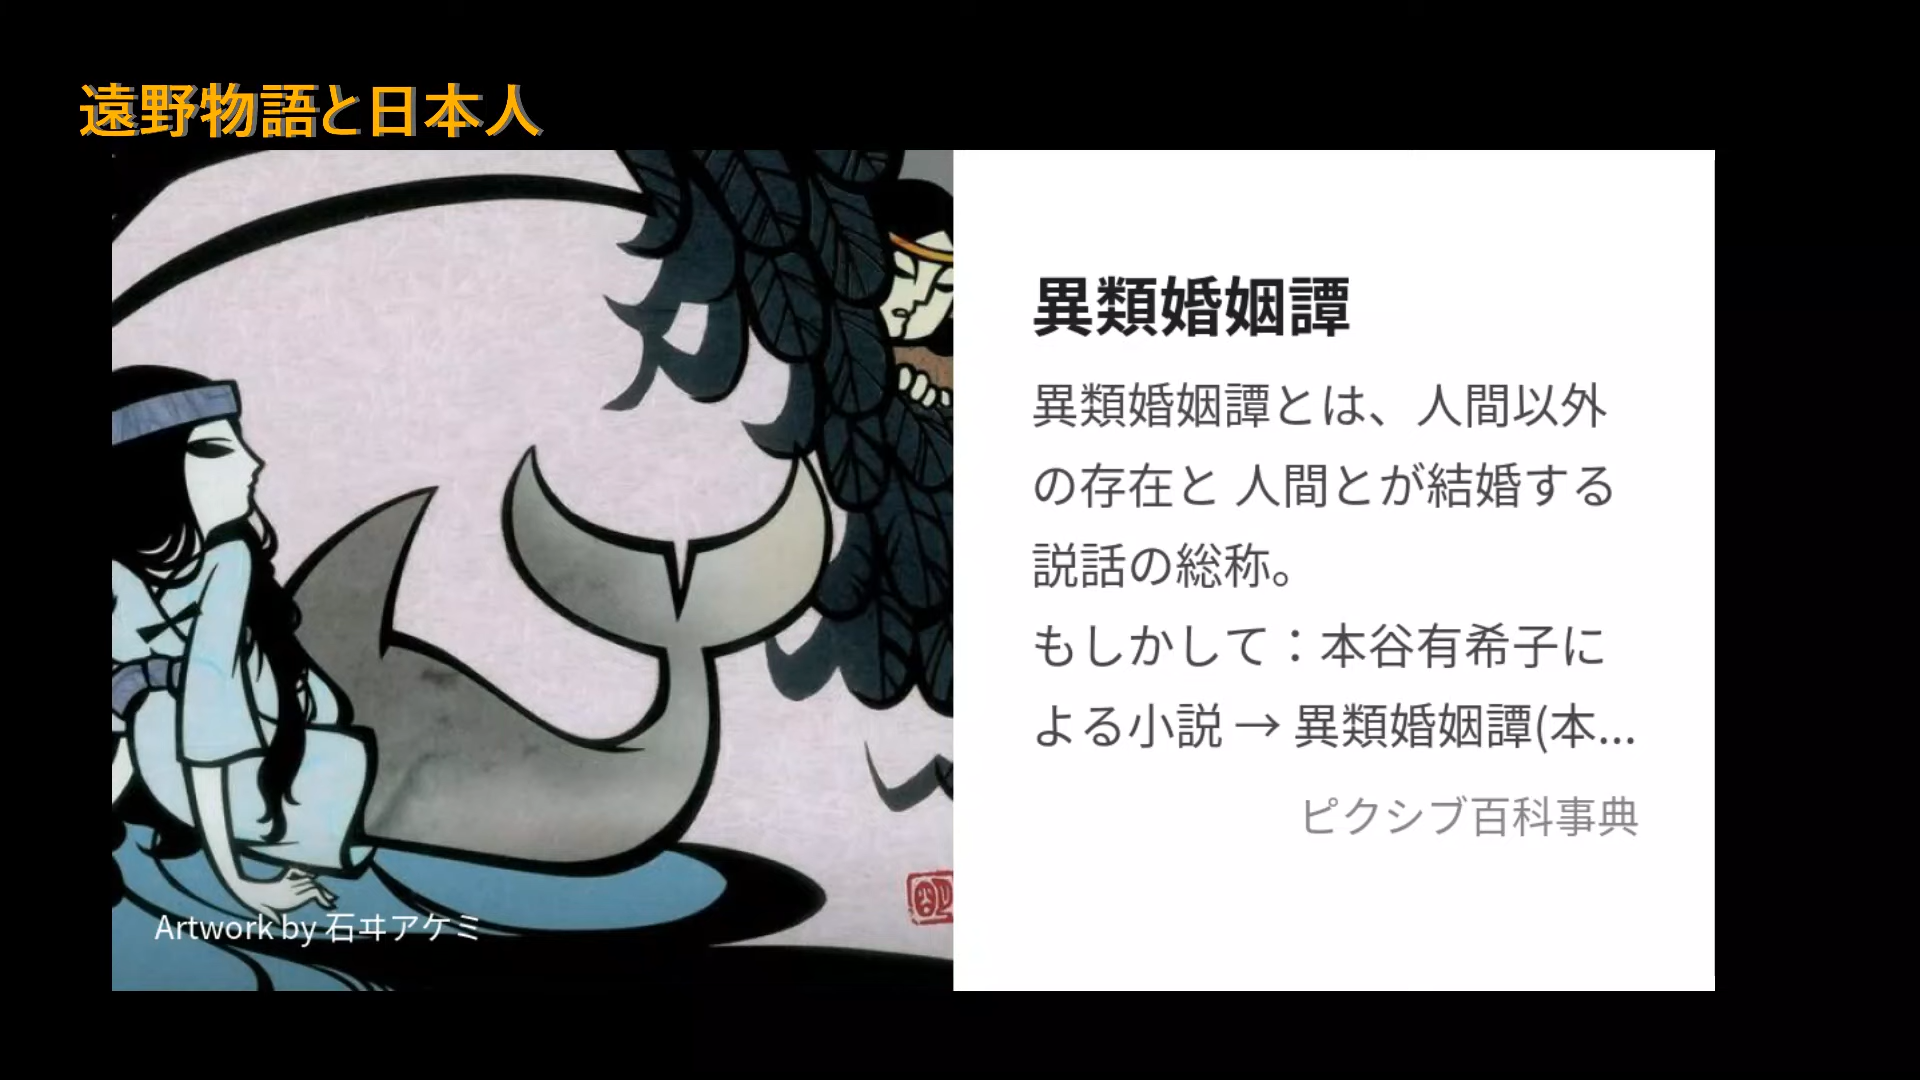 遠野物語と日本人
異類婚姻譚
異類婚姻譚とは、人間以外
の存在と 人間とが結婚する
説話の総称。
もしかして：本谷有希子に
よる小説 → 異類婚姻譚(本...
ピクシブ百科事典
Artwork by 石ヰアケミ